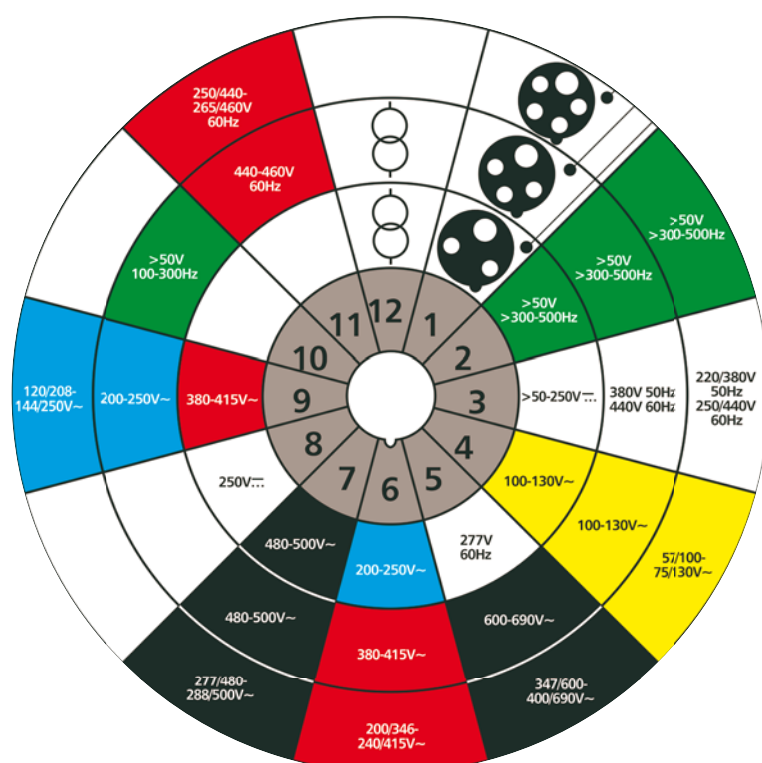 250/440-
265/460V
60Hz
440-460V
60Hz
>50V
>300-500Hz
>50V
>300-500Hz
>50V
>300-500Hz
>50V
100-300Hz
12
1
11
2
10
3
9
4
8
5
7
6
120/208-
144/250V~
200-250V~
380-415V~
>50-250V⎓
380V 50Hz
440V 60Hz
220/380V
50Hz
250/440V
60Hz
250V⎓
100-130V~
100-130V~
57/100-
75/130V~
480-500V~
277V
60Hz
200-250V~
480-500V~
600-690V~
380-415V~
277/480-
288/500V~
347/600-
400/690V~
200/346-
240/415V~